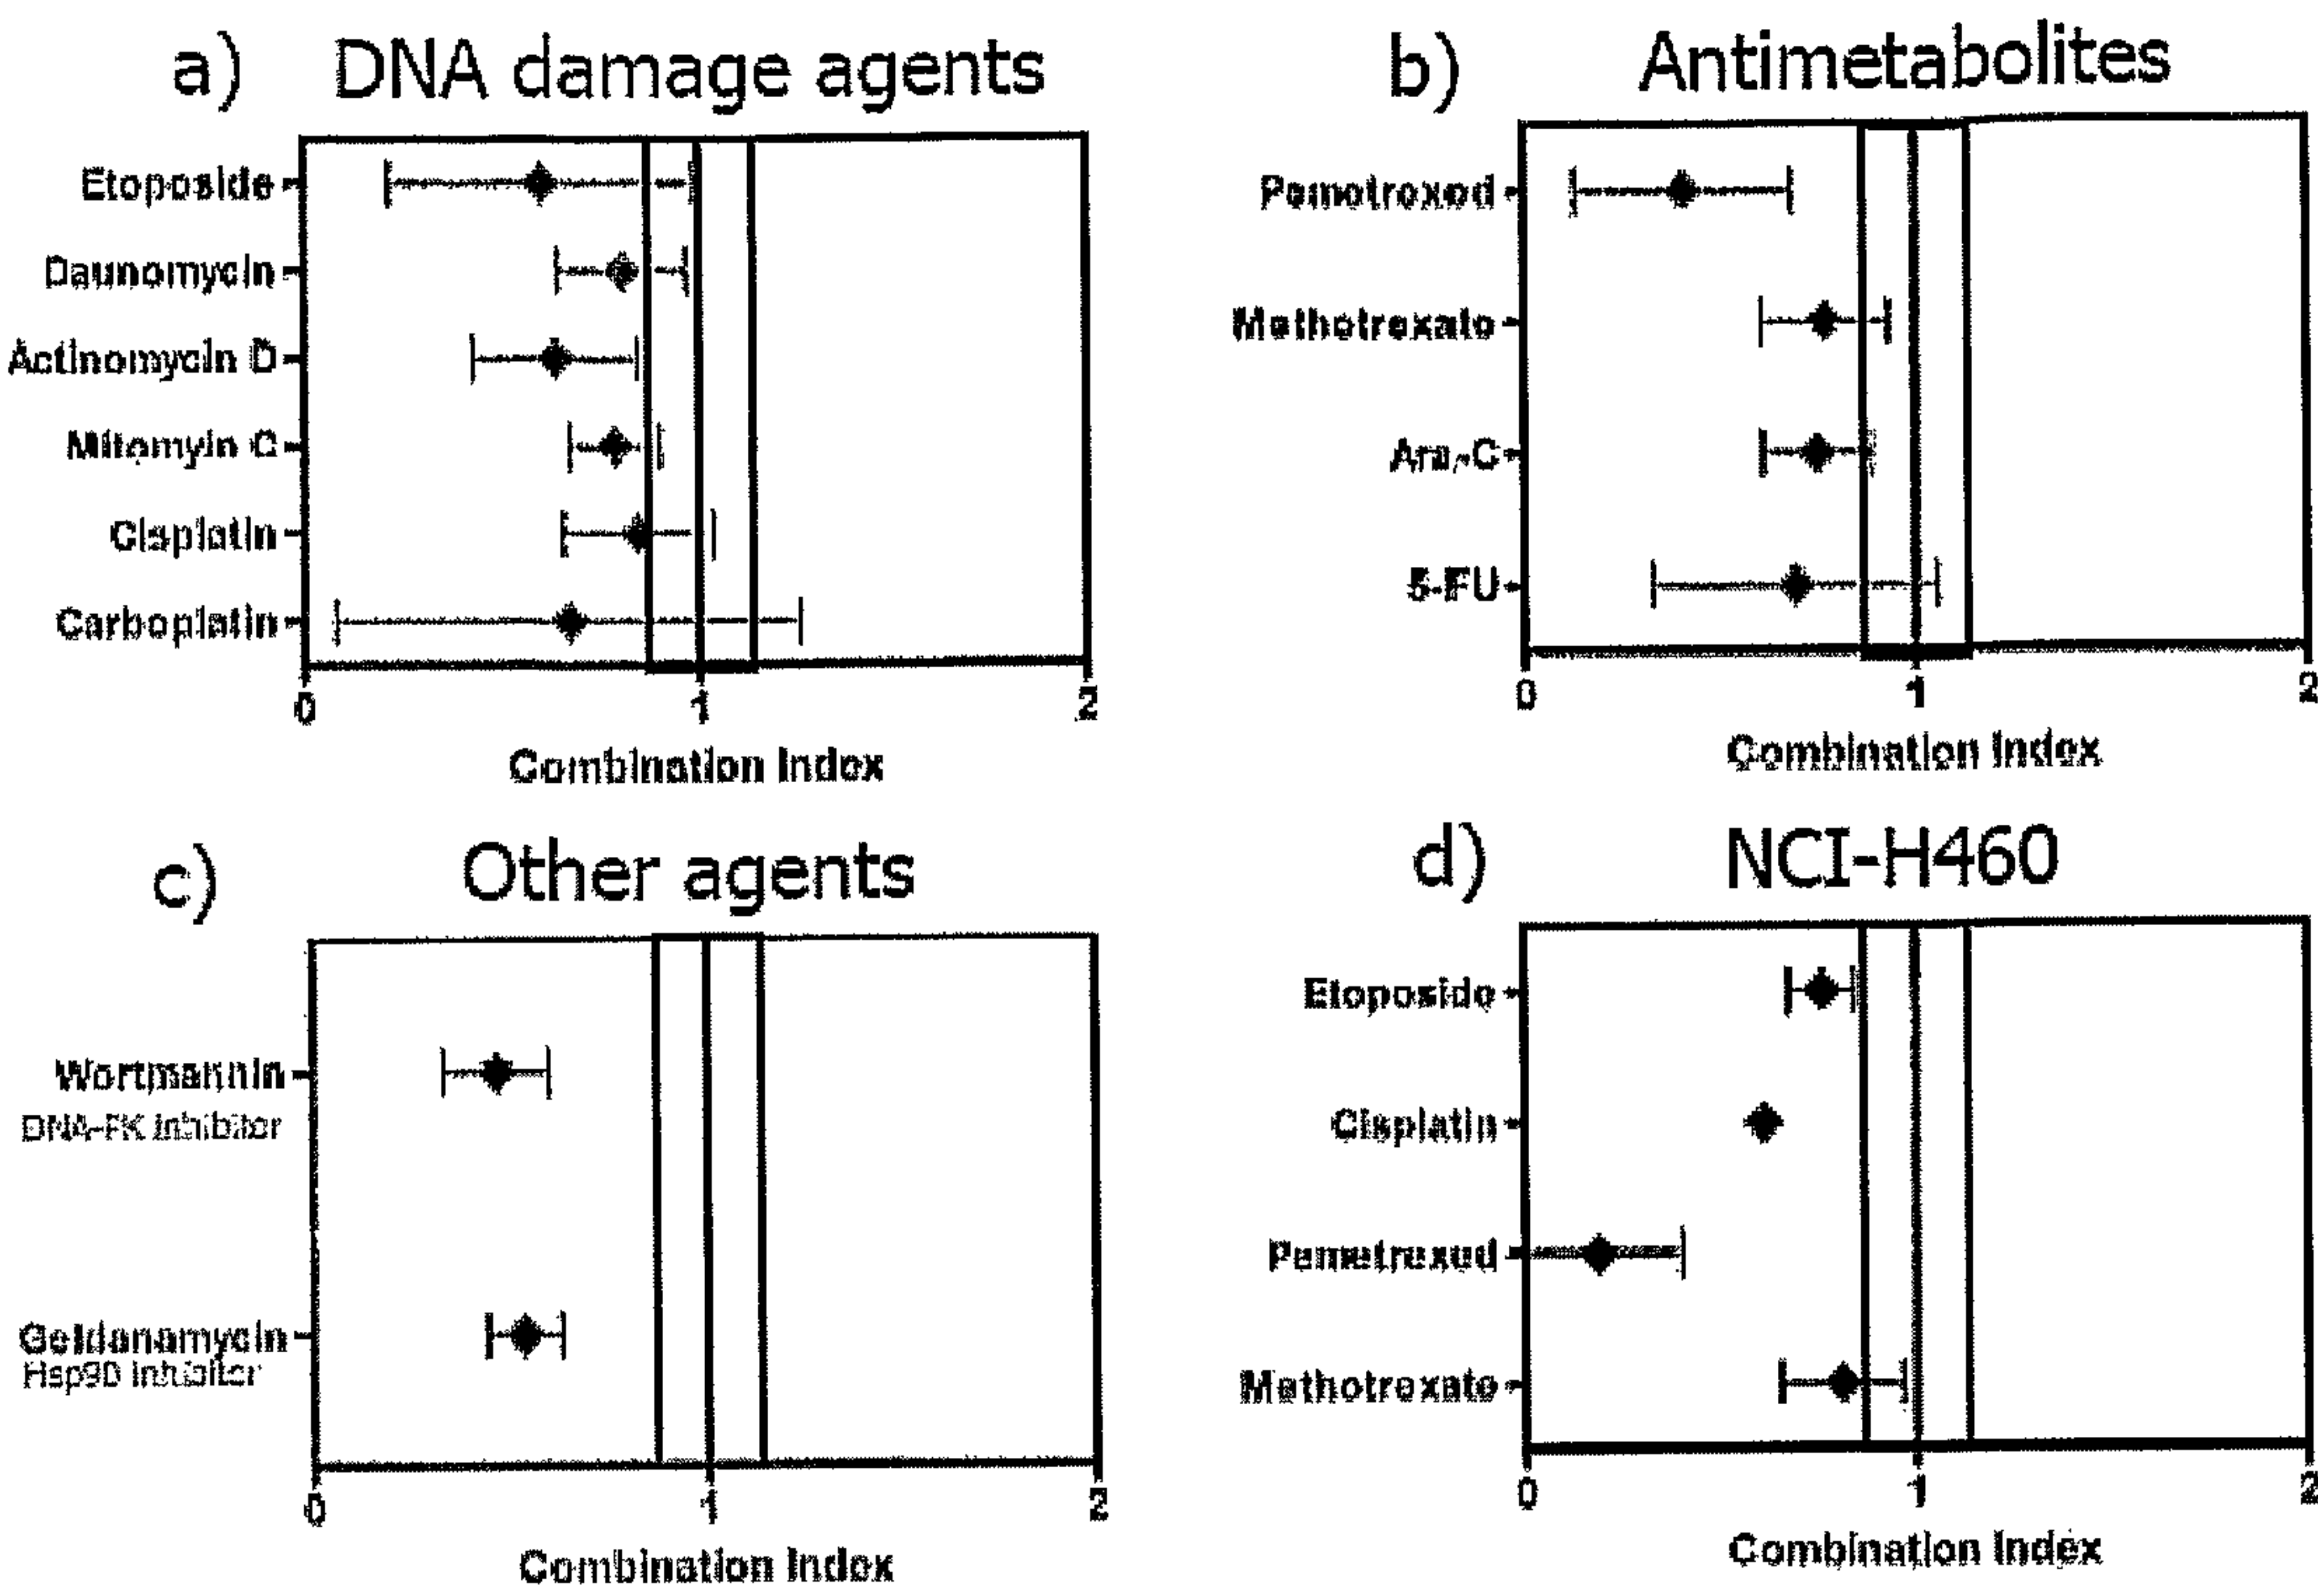 a) DNA damage agents
Etoposide
Daunomycin
Actinomycin D
Mitomyin C
Cisplatin
Carboplatin
0 1 2
Combination Index
b) Antimetabolites
Pemetrexed
Methotrexate
Ara-C
5-FU
0 1 2
Combination Index
c) Other agents
Wortmannin
DNA-PK inhibitor
Geldanamycin
Hsp90 inhibitor
0 1 2
Combination Index
d) NCI-H460
Etoposide
Cisplatin
Pemetrexed
Methotrexate
0 1 2
Combination Index